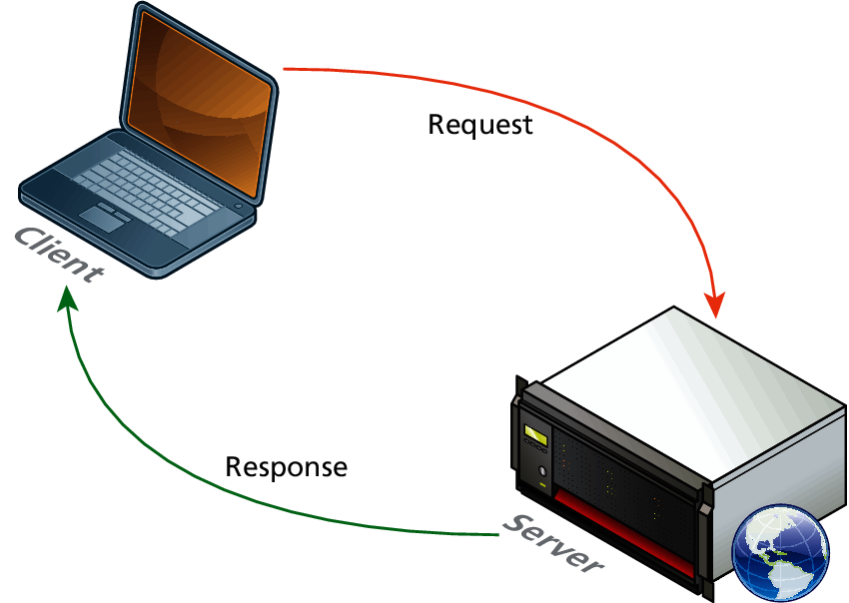 Request
Client
Response
Server